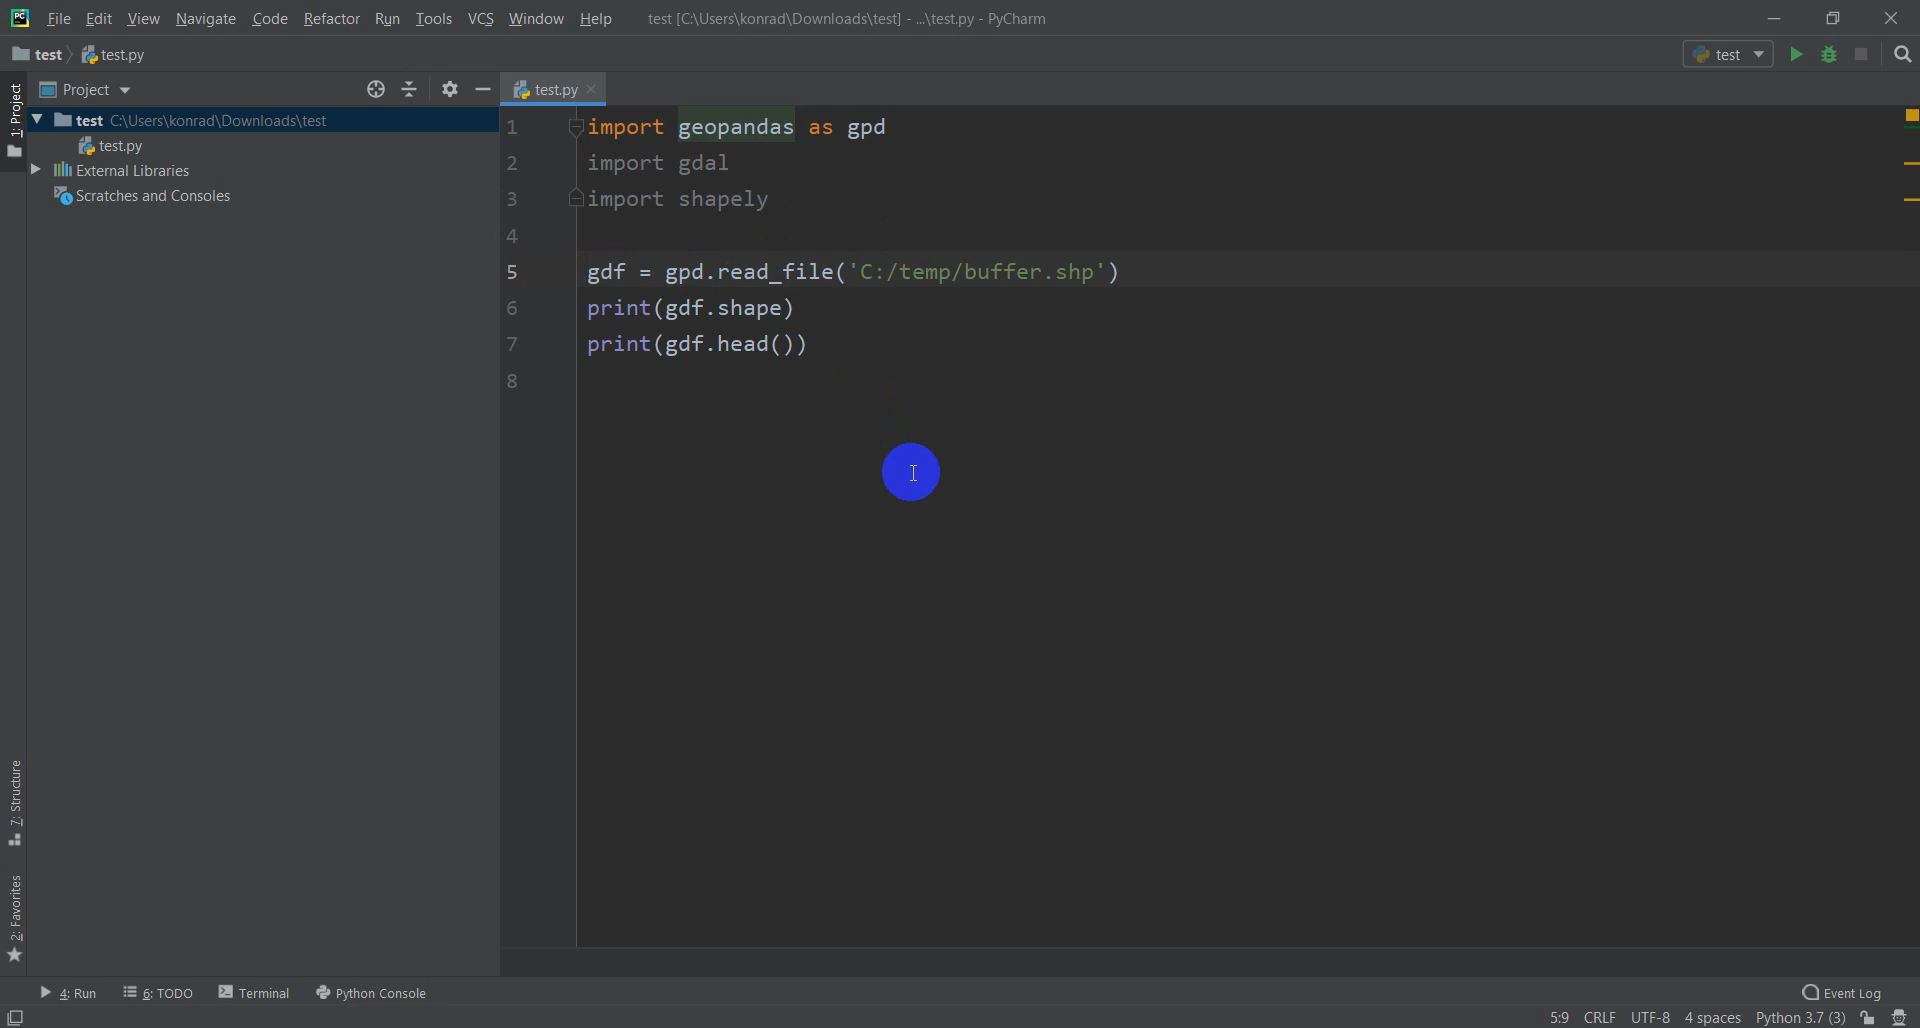 PC File Edit View Navigate Code Refactor Run Tools VCS Window Help test [C:\Users\konrad\Downloads\test] - ...\test.py - PyCharm
test test.py test
1: Project
Project test.py
test C:\Users\konrad\Downloads\test
test.py
External Libraries
Scratches and Consoles
1 import geopandas as gpd
2 import gdal
3 import shapely
4
5 gdf = gpd.read_file('C:/temp/buffer.shp')
6 print(gdf.shape)
7 print(gdf.head())
8
7: Structure
2: Favorites
4: Run 6: TODO Terminal Python Console Event Log
5:9 CRLF UTF-8 4 spaces Python 3.7 (3)